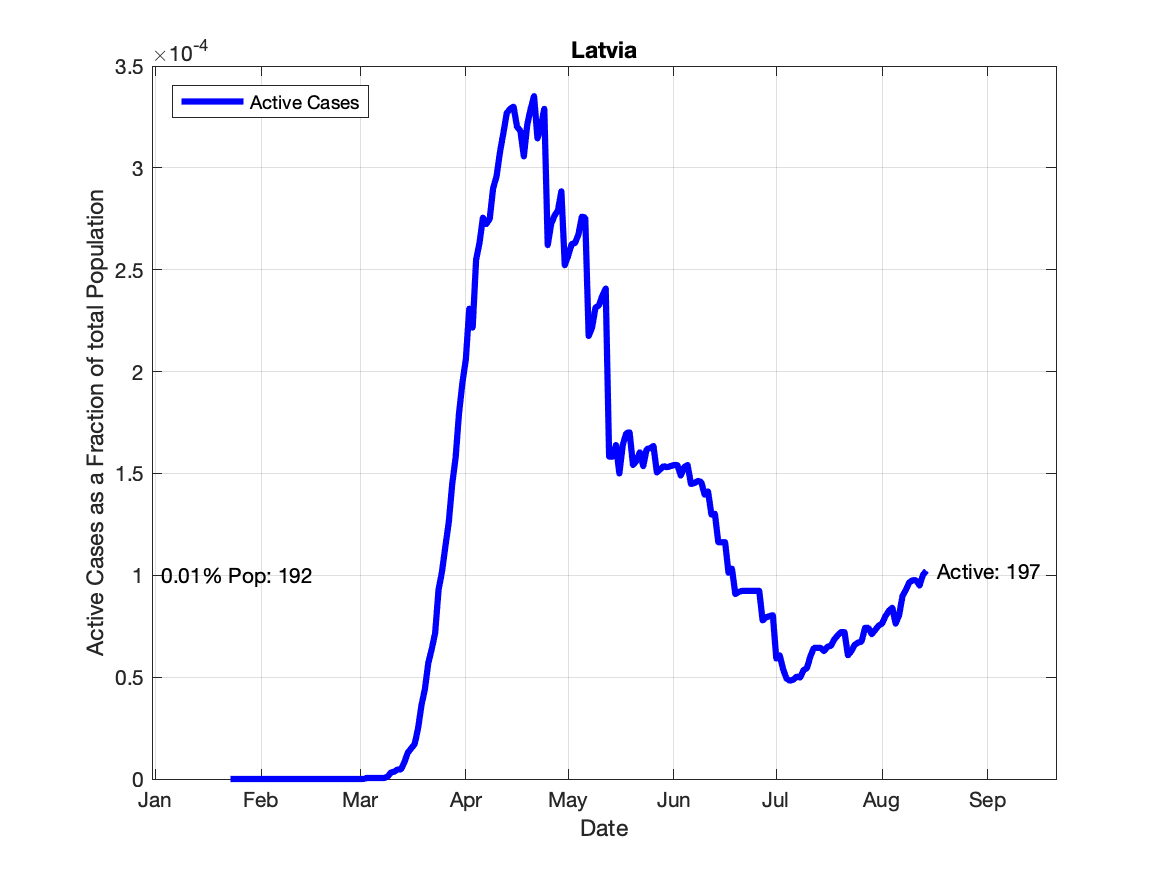 Latvia
×10-4
Active Cases
3.5
3
2.5
2
1.5
1
0.5
0
Active Cases as a Fraction of total Population
0.01% Pop: 192
Active: 197
Jan Feb Mar Apr May Jun Jul Aug Sep
Date